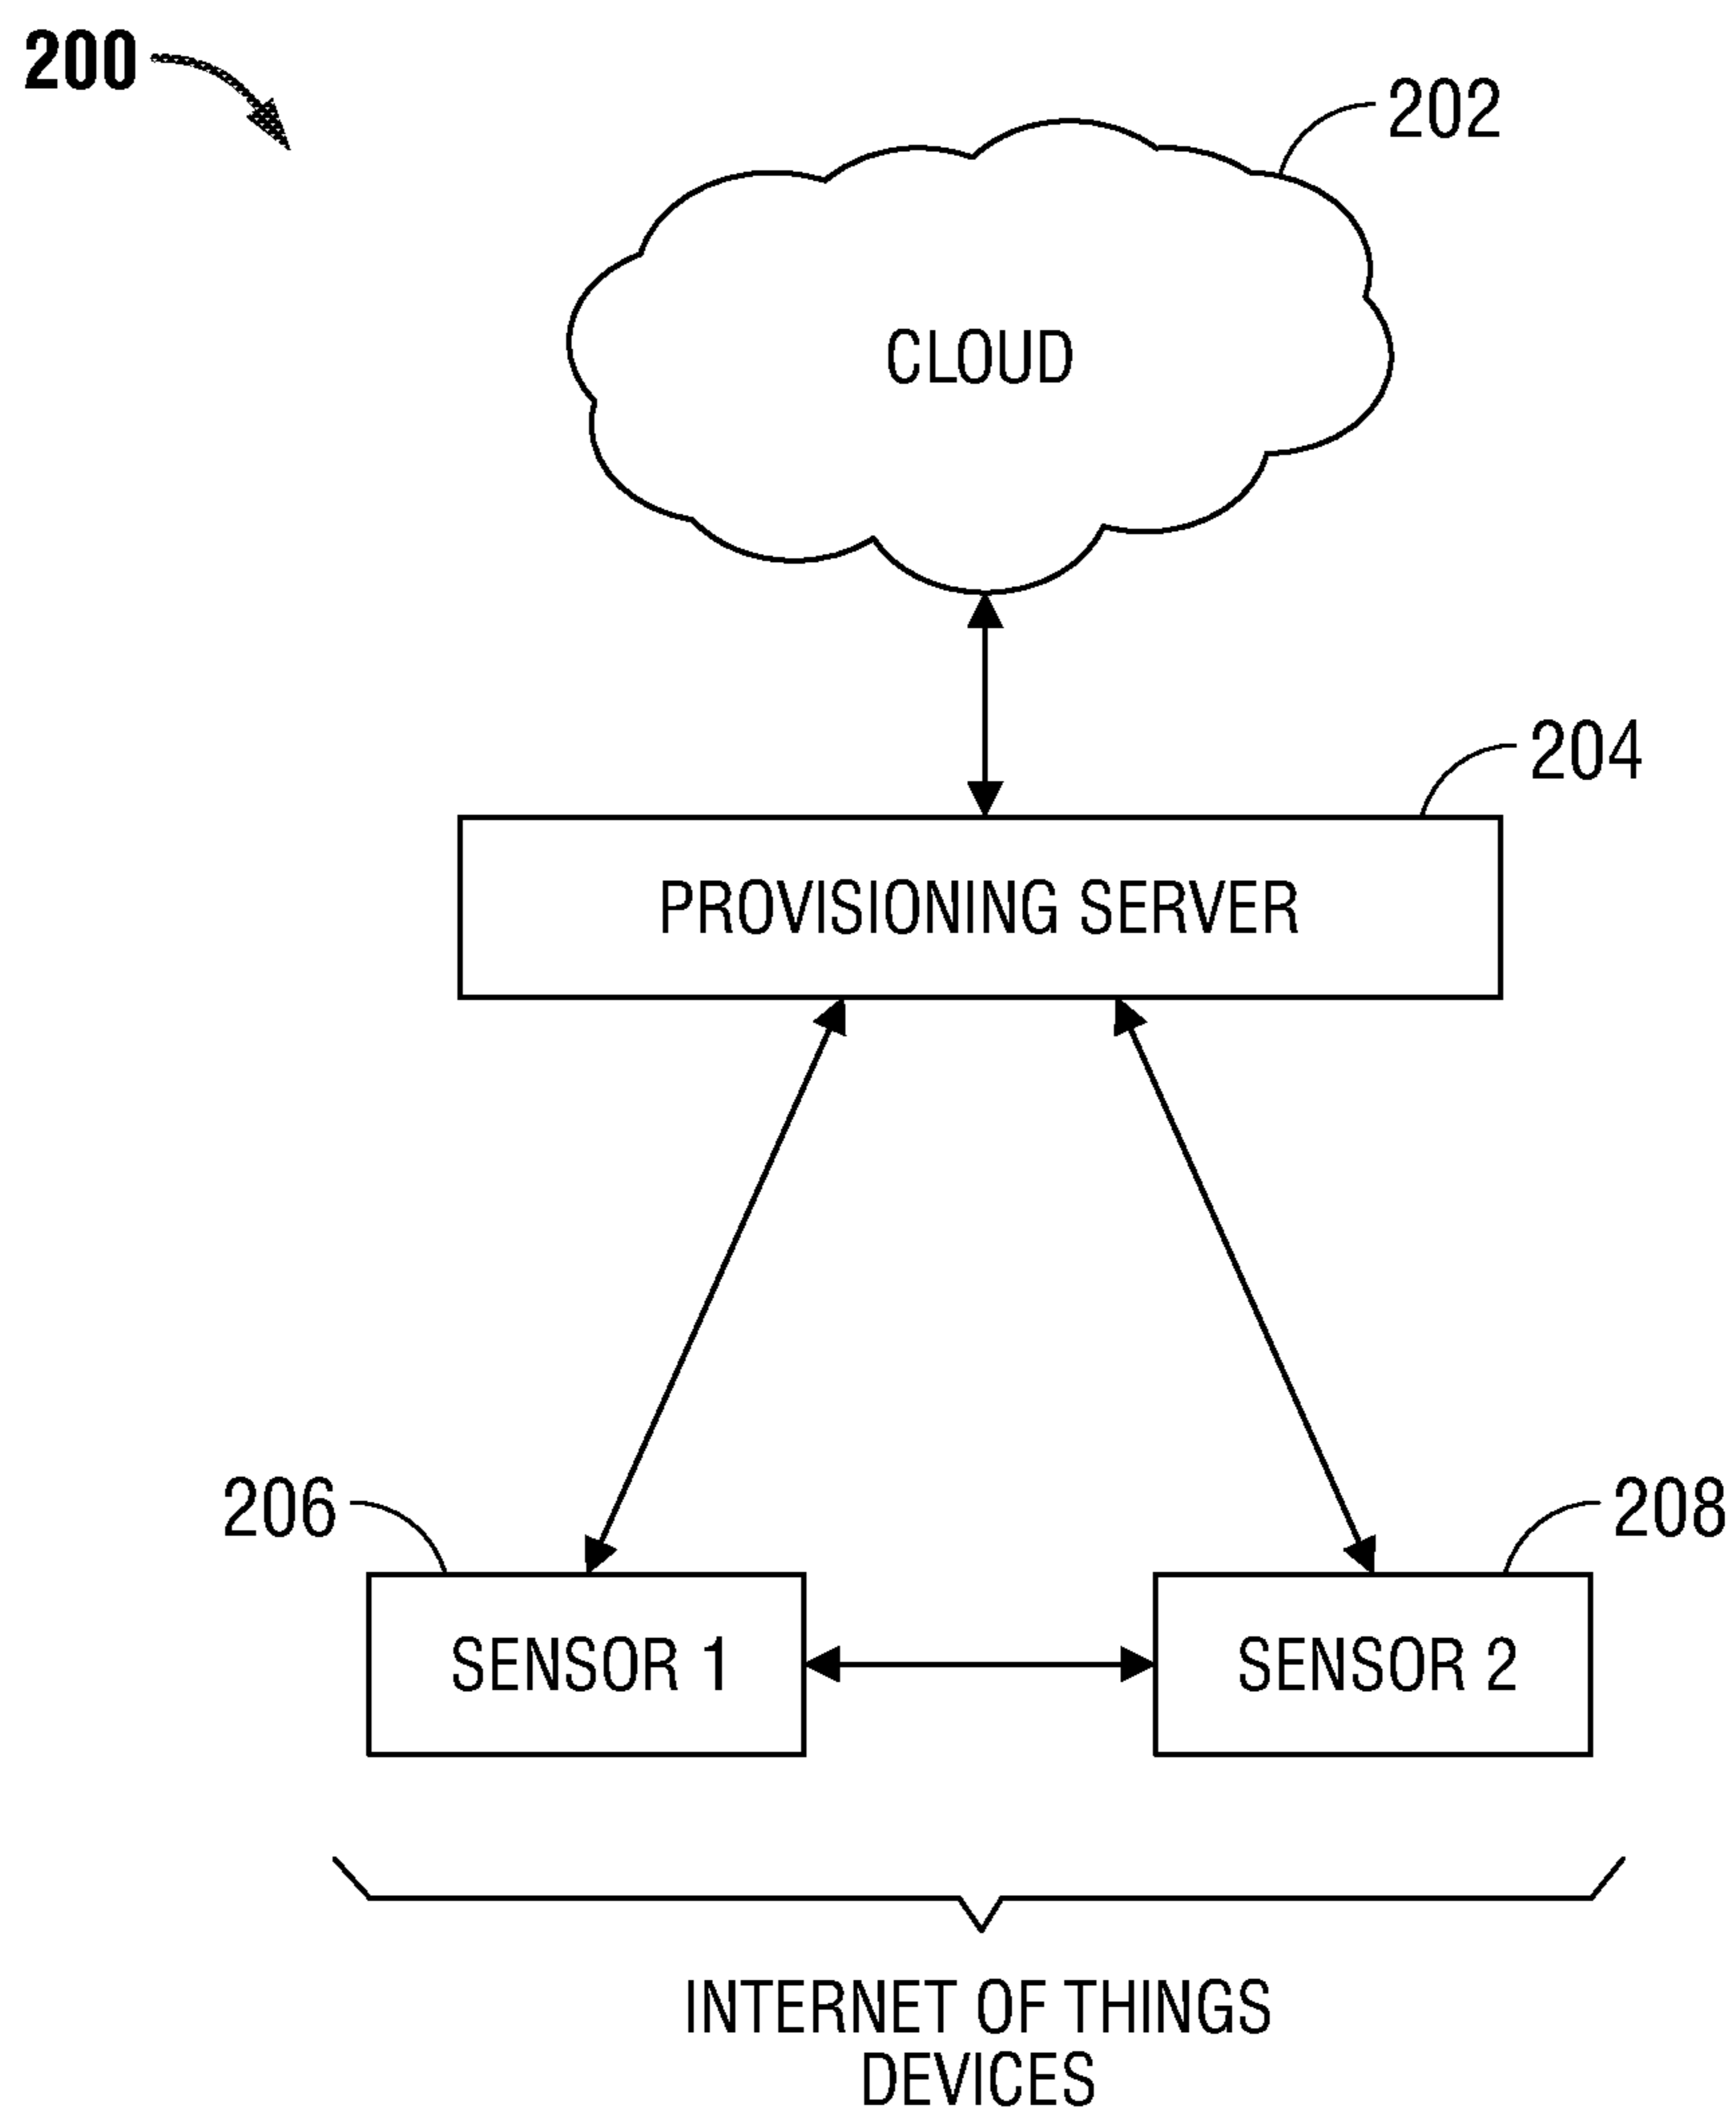 200
202
CLOUD
204
PROVISIONING SERVER
206
208
SENSOR 1
SENSOR 2
INTERNET OF THINGS
DEVICES